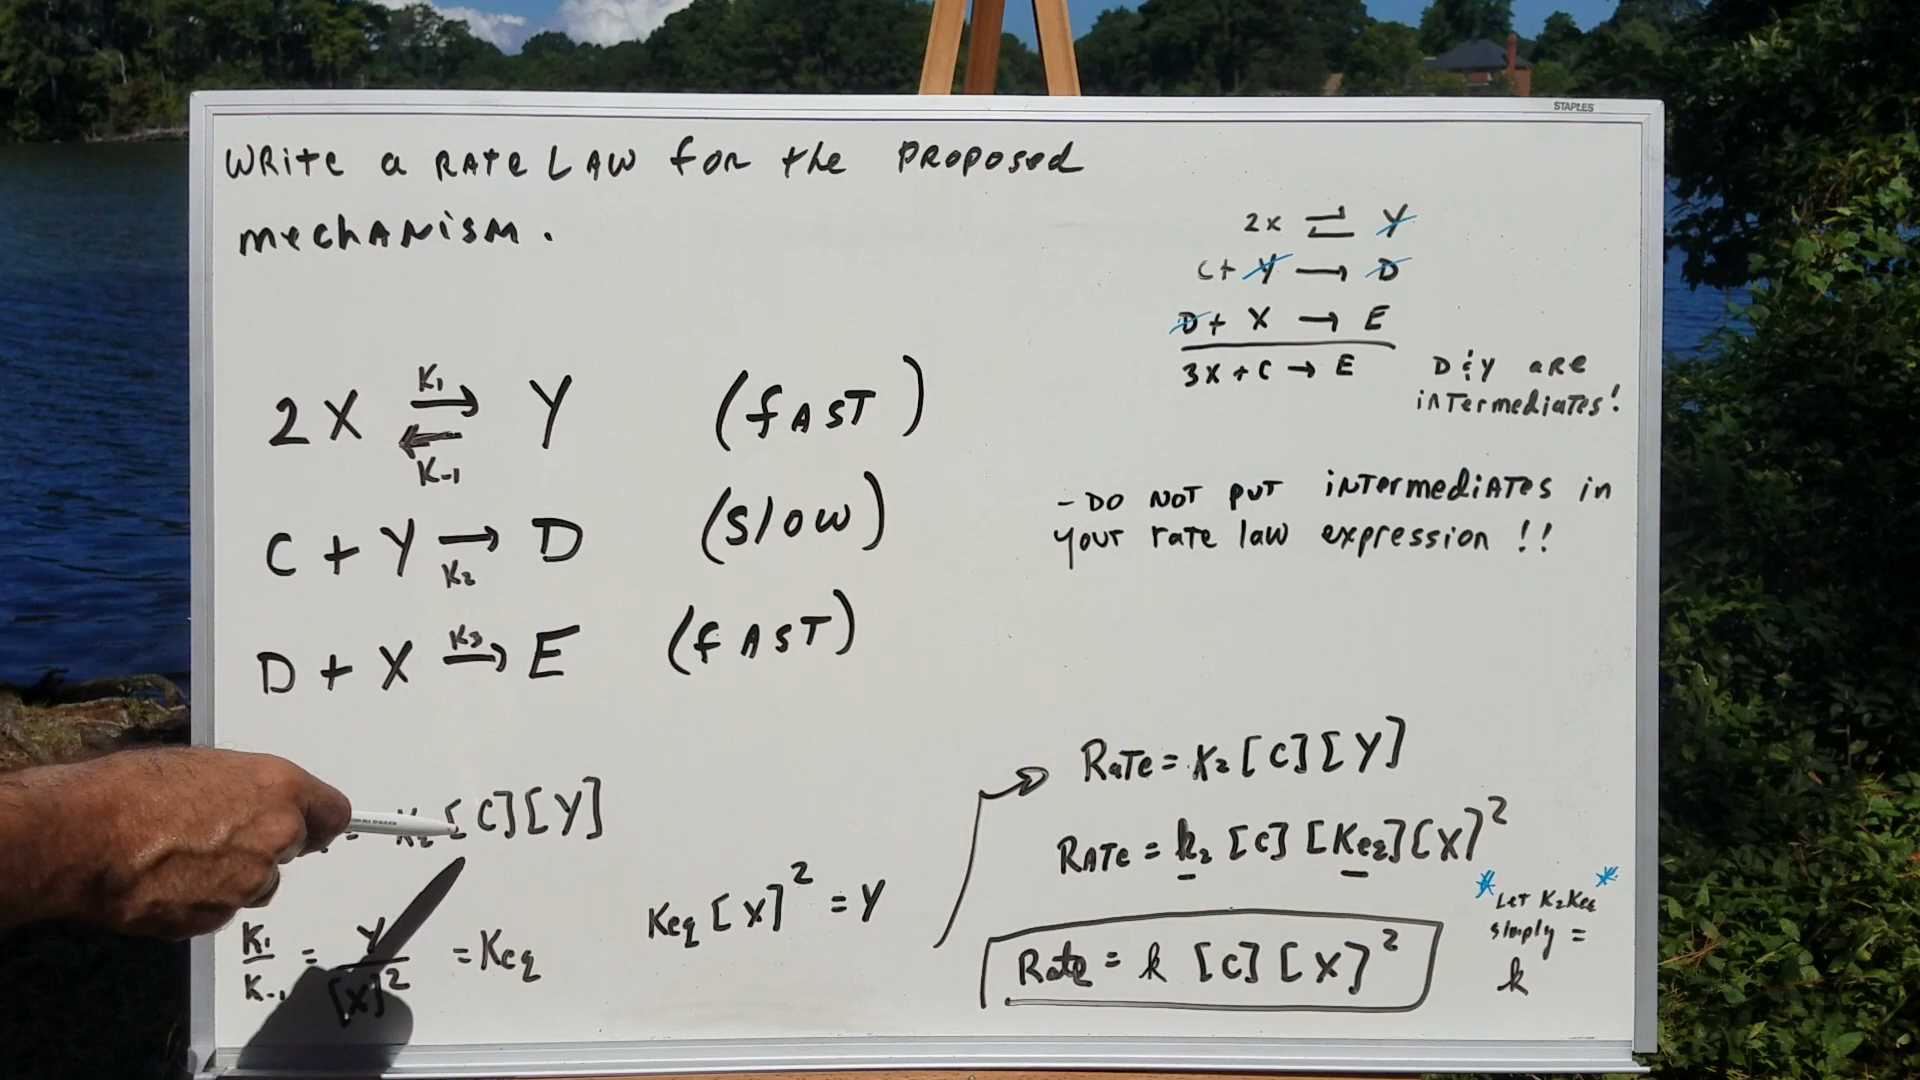 STAPLES
WRITE a RATE LAW for the PROPOSED
mechANiSM.
2x ⇌ Y
C + Y → D
D + X → E
3X + C → E
D & Y aRe
inTermediaTes!
- DO NOT PUT inTermediATes in
your rate law expression !!
2X ⇌ Y (fAST)
K₁
K₋₁
C + Y → D (Slow)
K₂
D + X → E (fAST)
K₃
= K₂ [C][Y]
K₁/K₋₁ = Y/[X]² = Keq
Keq [X]² = Y
RaTe = K₂ [C][Y]
RATe = k₂ [C] [Keq][X]²
* Let K₂Keq *
simply =
k
Rate = k [C] [X]²